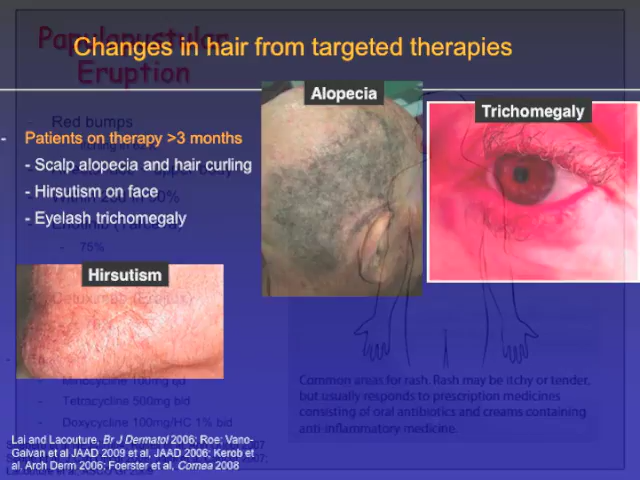 Papulopustular
Eruption
Changes in hair from targeted therapies
Alopecia
Trichomegaly
- Red bumps
- Patients on therapy >3 months
- Scalp alopecia and hair curling
- Hirsutism on face
- Eyelash trichomegaly
- 75%
Hirsutism
Common areas for rash. Rash may be itchy or tender,
but usually responds to prescription medicines
consisting of oral antibiotics and creams containing
anti-inflammatory medicine.
- Minocycline 100mg qd
- Tetracycline 500mg bid
- Doxycycline 100mg/HC 1% bid
Lai and Lacouture, Br J Dermatol 2006; Roe; Vano-
Galvan et al JAAD 2009 et al, JAAD 2006; Kerob et
al, Arch Derm 2006; Foerster et al, Cornea 2008